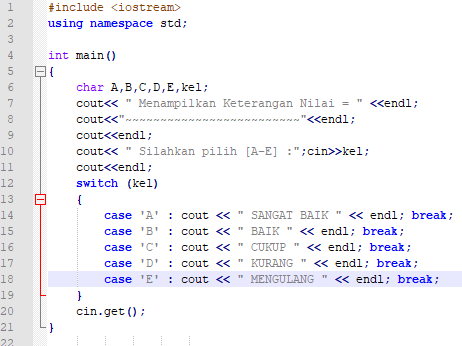 1 #include <iostream>
2 using namespace std;
3
4 int main()
5 {
6 char A,B,C,D,E,kel;
7 cout<< " Menampilkan Keterangan Nilai = " <<endl;
8 cout<<"~~~~~~~~~~~~~~~~~~~~~~~~~"<<endl;
9 cout<<endl;
10 cout<< " Silahkan pilih [A-E] :";cin>>kel;
11 cout<<endl;
12 switch (kel)
13 {
14 case 'A' : cout << " SANGAT BAIK " << endl; break;
15 case 'B' : cout << " BAIK " << endl; break;
16 case 'C' : cout << " CUKUP " << endl; break;
17 case 'D' : cout << " KURANG " << endl; break;
18 case 'E' : cout << " MENGULANG " << endl; break;
19 }
20 cin.get();
21 }
22